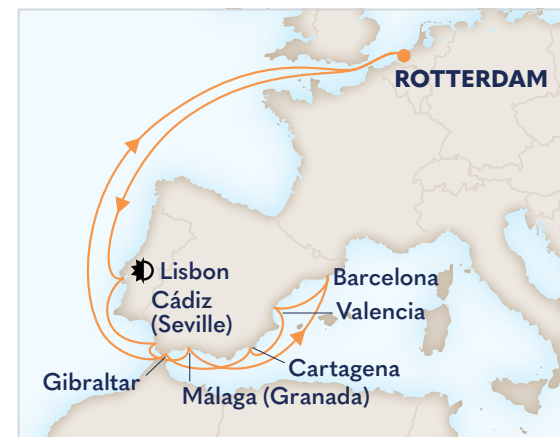 ROTTERDAM
Lisbon
Cádiz
(Seville)
Barcelona
Valencia
Cartagena
Gibraltar
Málaga (Granada)